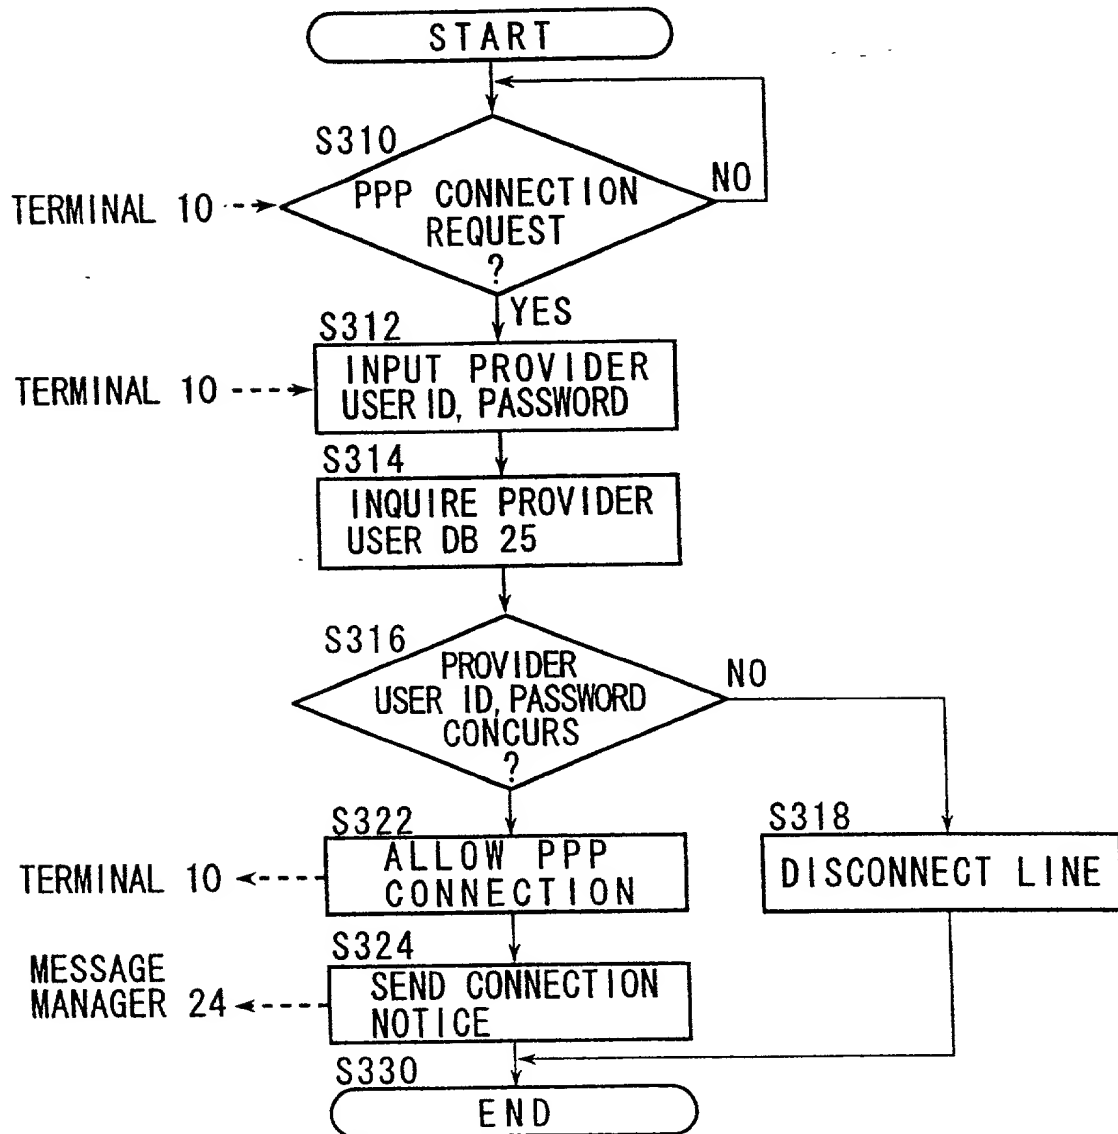 START
S310
PPP CONNECTION
REQUEST
?
NO
TERMINAL 10
YES
S312
INPUT PROVIDER
USER ID, PASSWORD
TERMINAL 10
S314
INQUIRE PROVIDER
USER DB 25
S316
PROVIDER
USER ID, PASSWORD
CONCURS
?
NO
S322
ALLOW PPP
CONNECTION
TERMINAL 10
S318
DISCONNECT LINE
S324
SEND CONNECTION
NOTICE
MESSAGE
MANAGER 24
S330
END